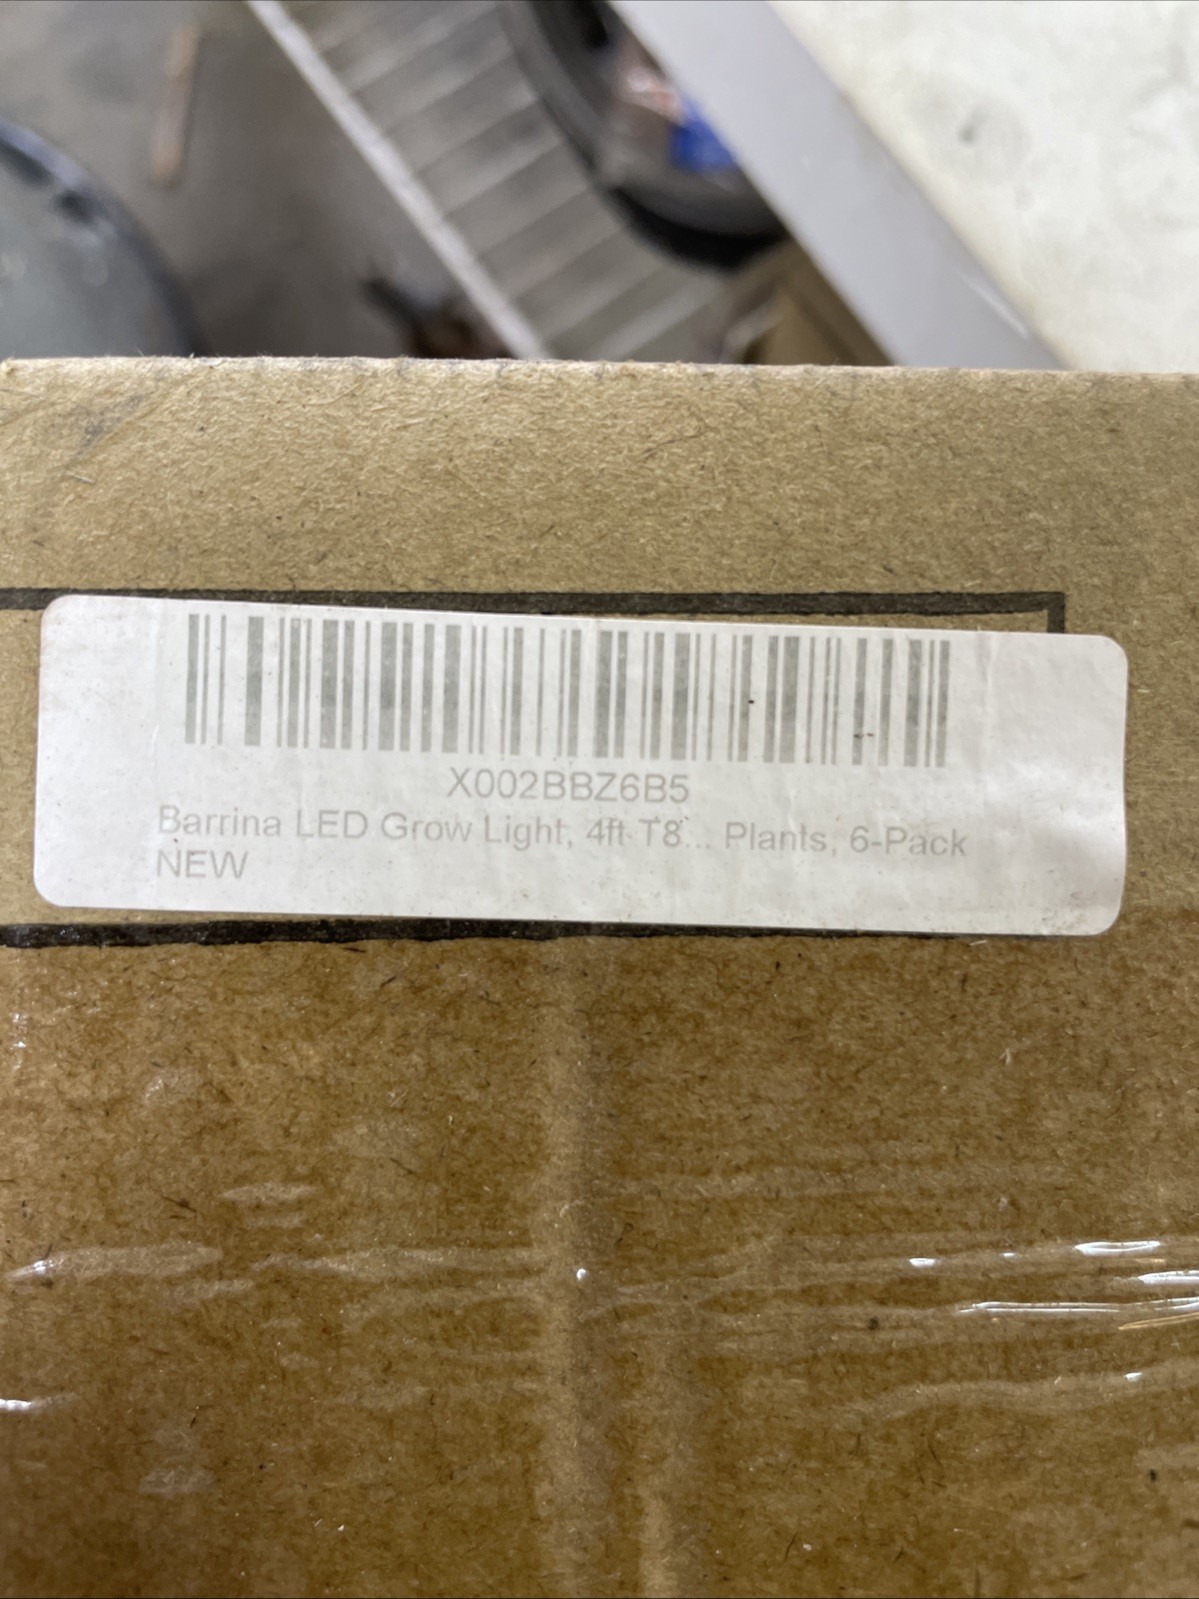 X002BBZ6B5
Barrina LED Grow Light, 4ft T8... Plants, 6-Pack
NEW